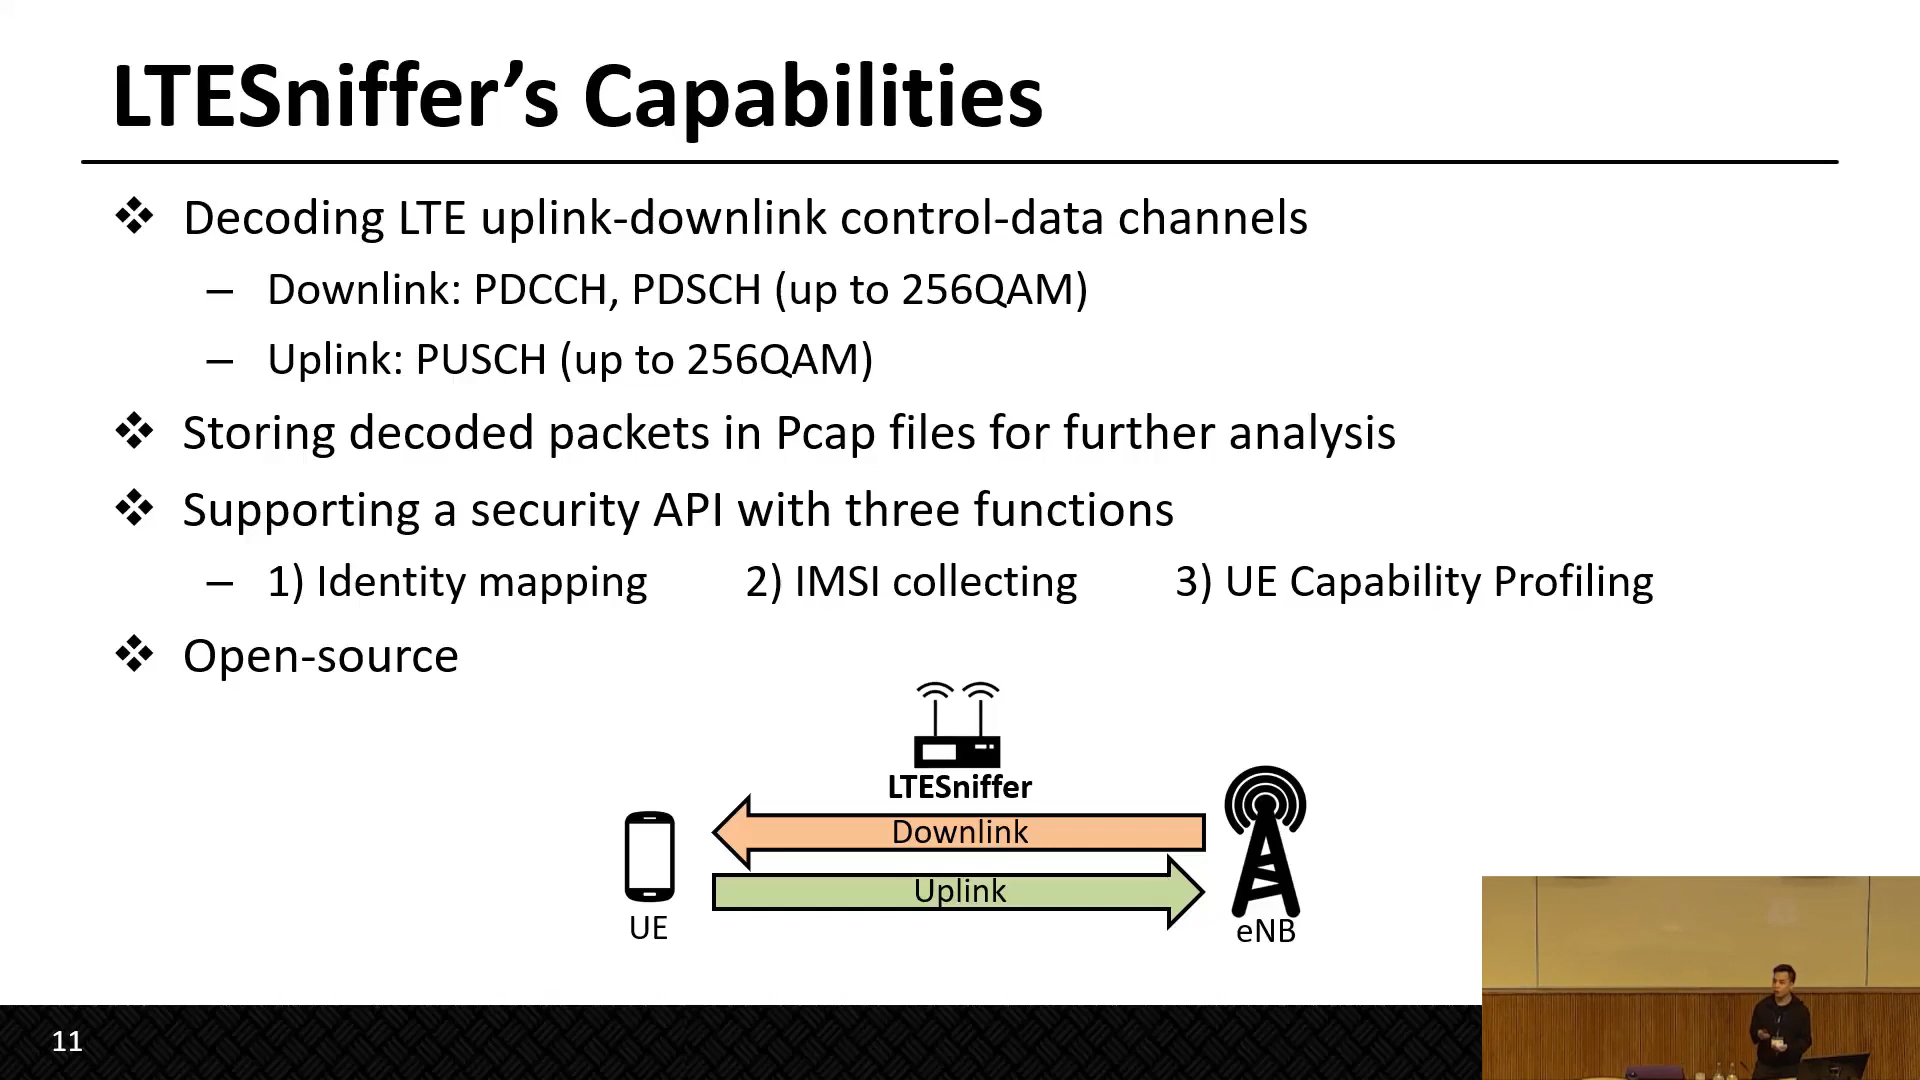 LTESniffer’s Capabilities
❖ Decoding LTE uplink-downlink control-data channels
– Downlink: PDCCH, PDSCH (up to 256QAM)
– Uplink: PUSCH (up to 256QAM)
❖ Storing decoded packets in Pcap files for further analysis
❖ Supporting a security API with three functions
– 1) Identity mapping 2) IMSI collecting 3) UE Capability Profiling
❖ Open-source
LTESniffer
Downlink
Uplink
UE
eNB
11